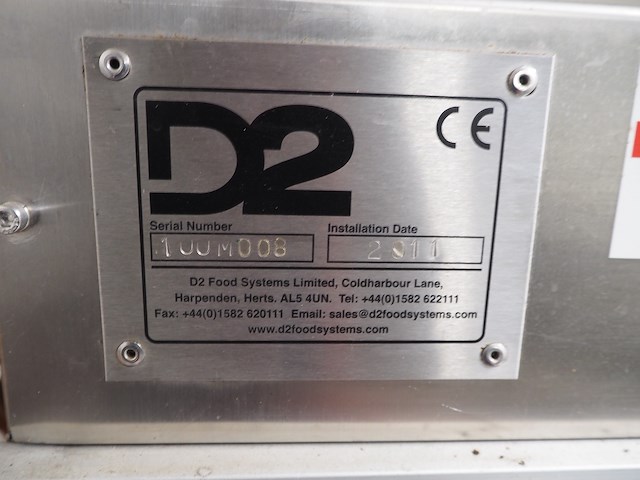 D2 CE
Serial Number Installation Date
100M008 2011
D2 Food Systems Limited, Coldharbour Lane,
Harpenden, Herts. AL5 4UN. Tel: +44(0)1582 622111
Fax: +44(0)1582 620111 Email: sales@d2foodsystems.com
www.d2foodsystems.com